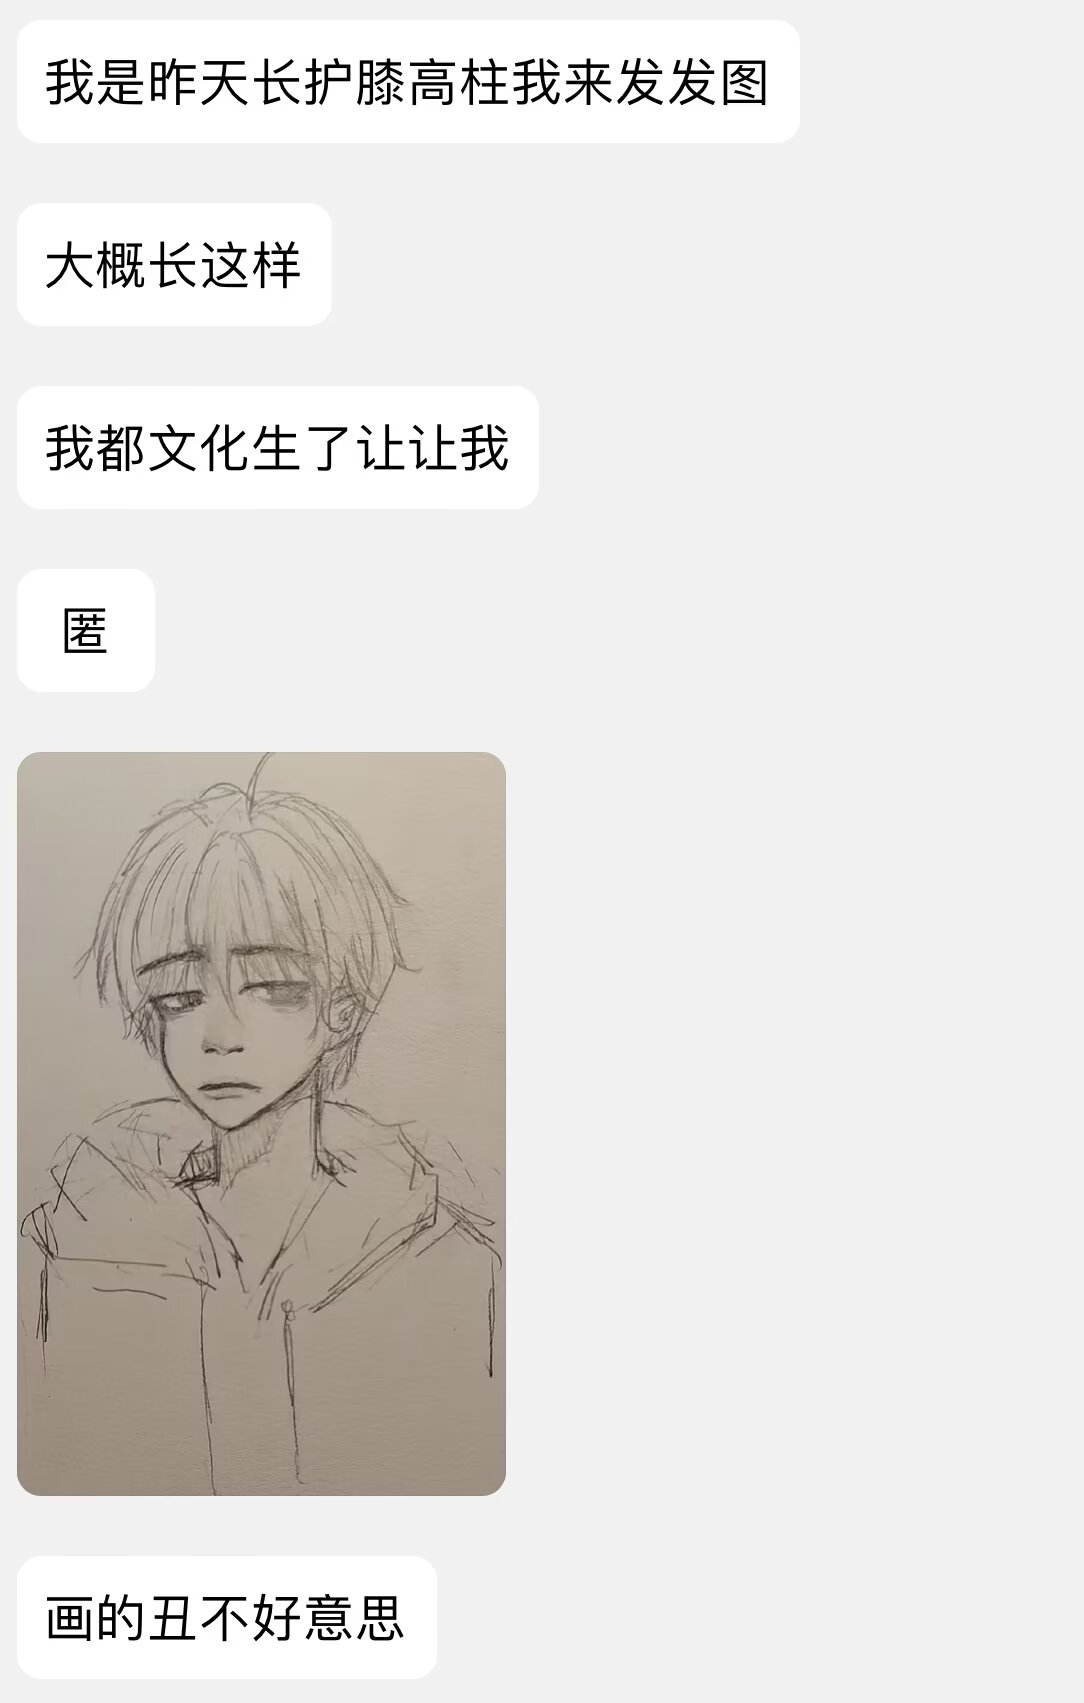 我是昨天长护膝高柱我来发发图
大概长这样
我都文化生了让让我
匿
画的丑不好意思